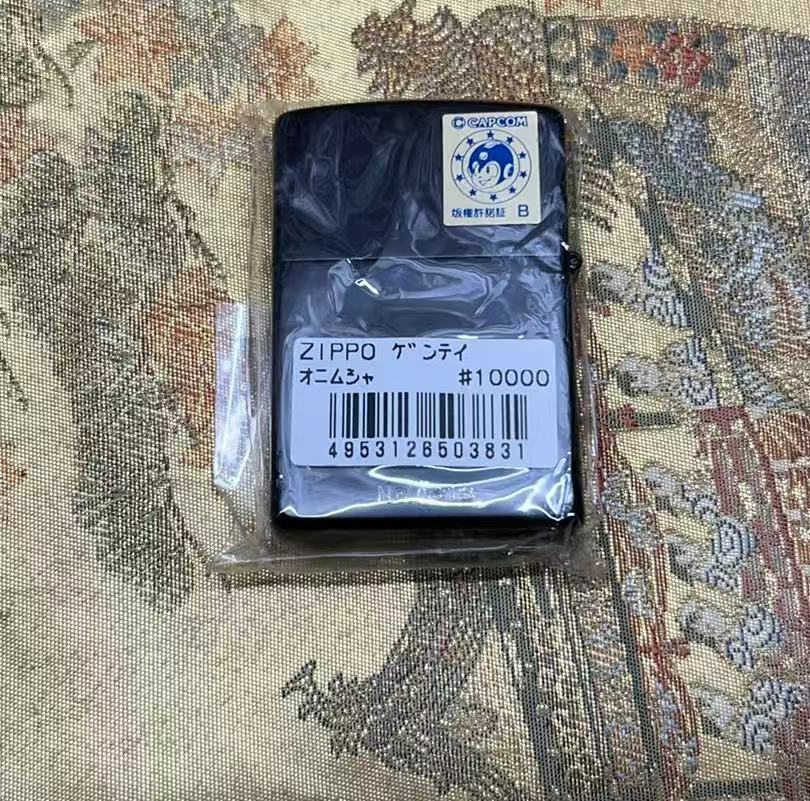 ©CAPCOM
版権許諾証 B
ZIPPO ゲンテイ
オニムシャ #10000
4953126503831